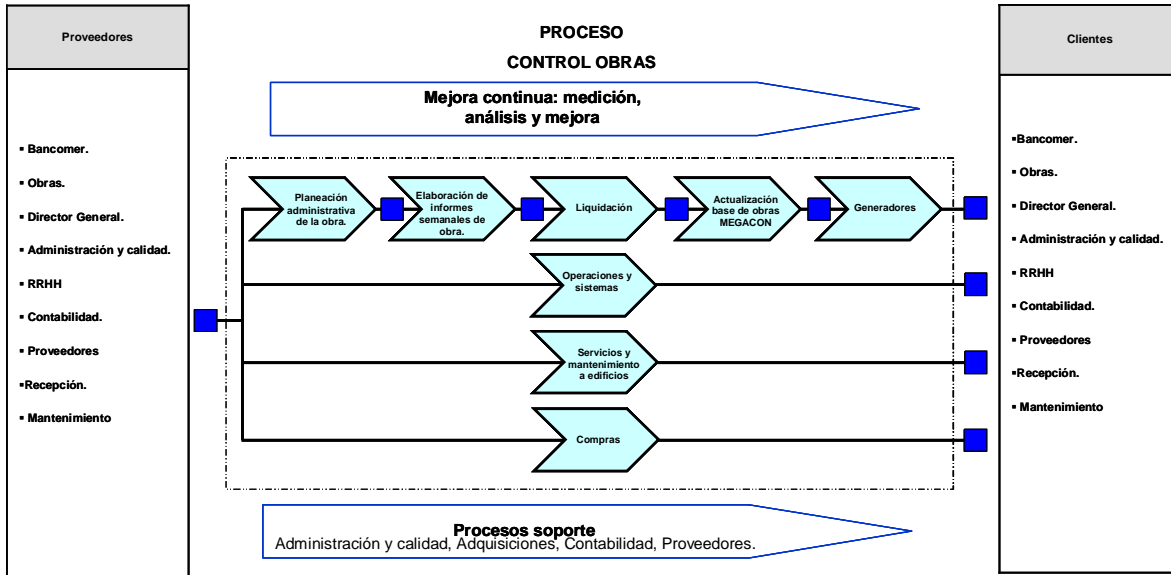 Proveedores
▪ Bancomer.
▪ Obras.
▪ Director General.
▪ Administración y calidad.
▪ RRHH
▪ Contabilidad.
▪ Proveedores
▪Recepción.
▪ Mantenimiento
PROCESO
CONTROL OBRAS
Mejora continua: medición,
análisis y mejora
Planeación
administrativa
de la obra.
Elaboración de
informes
semanales de
obra.
Liquidación
Actualización
base de obras
MEGACON
Generadores
Operaciones y
sistemas
Servicios y
mantenimiento
a edificios
Compras
Procesos soporte
Administración y calidad, Adquisiciones, Contabilidad, Proveedores.
Clientes
▪Bancomer.
▪ Obras.
▪ Director General.
▪ Administración y calidad.
▪ RRHH
▪ Contabilidad.
▪ Proveedores
▪Recepción.
▪ Mantenimiento